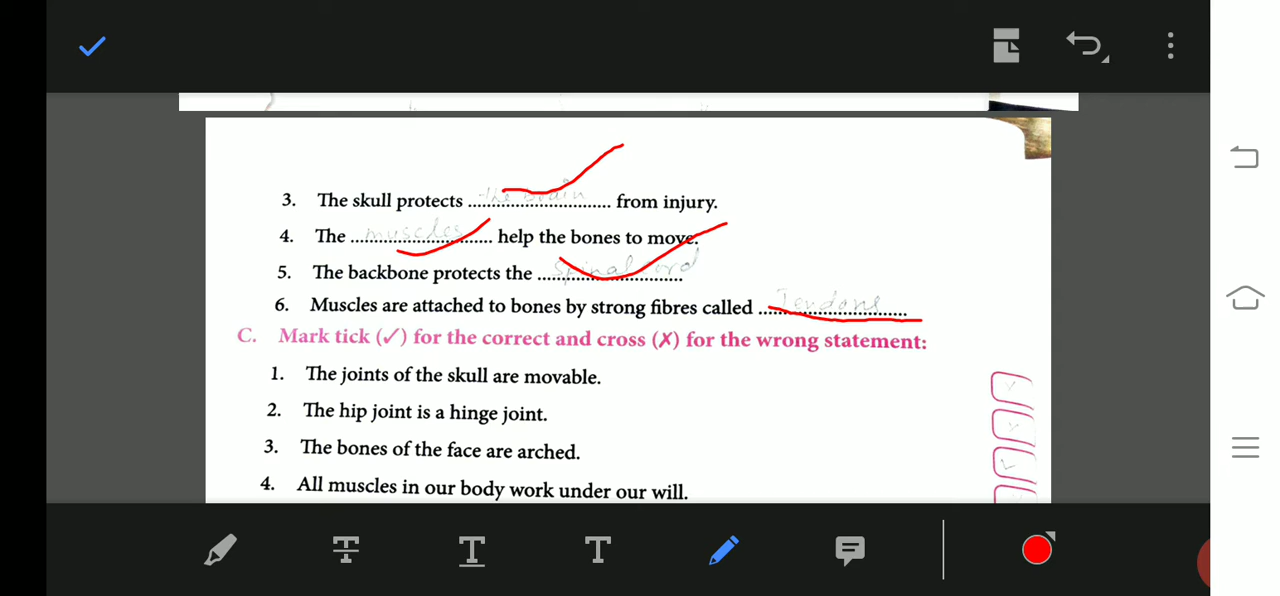 3. The skull protects the brain from injury.
4. The muscles help the bones to move.
5. The backbone protects the spinal cord
6. Muscles are attached to bones by strong fibres called Tendons
C. Mark tick (✓) for the correct and cross (✗) for the wrong statement:
1. The joints of the skull are movable.
2. The hip joint is a hinge joint.
3. The bones of the face are arched.
4. All muscles in our body work under our will.